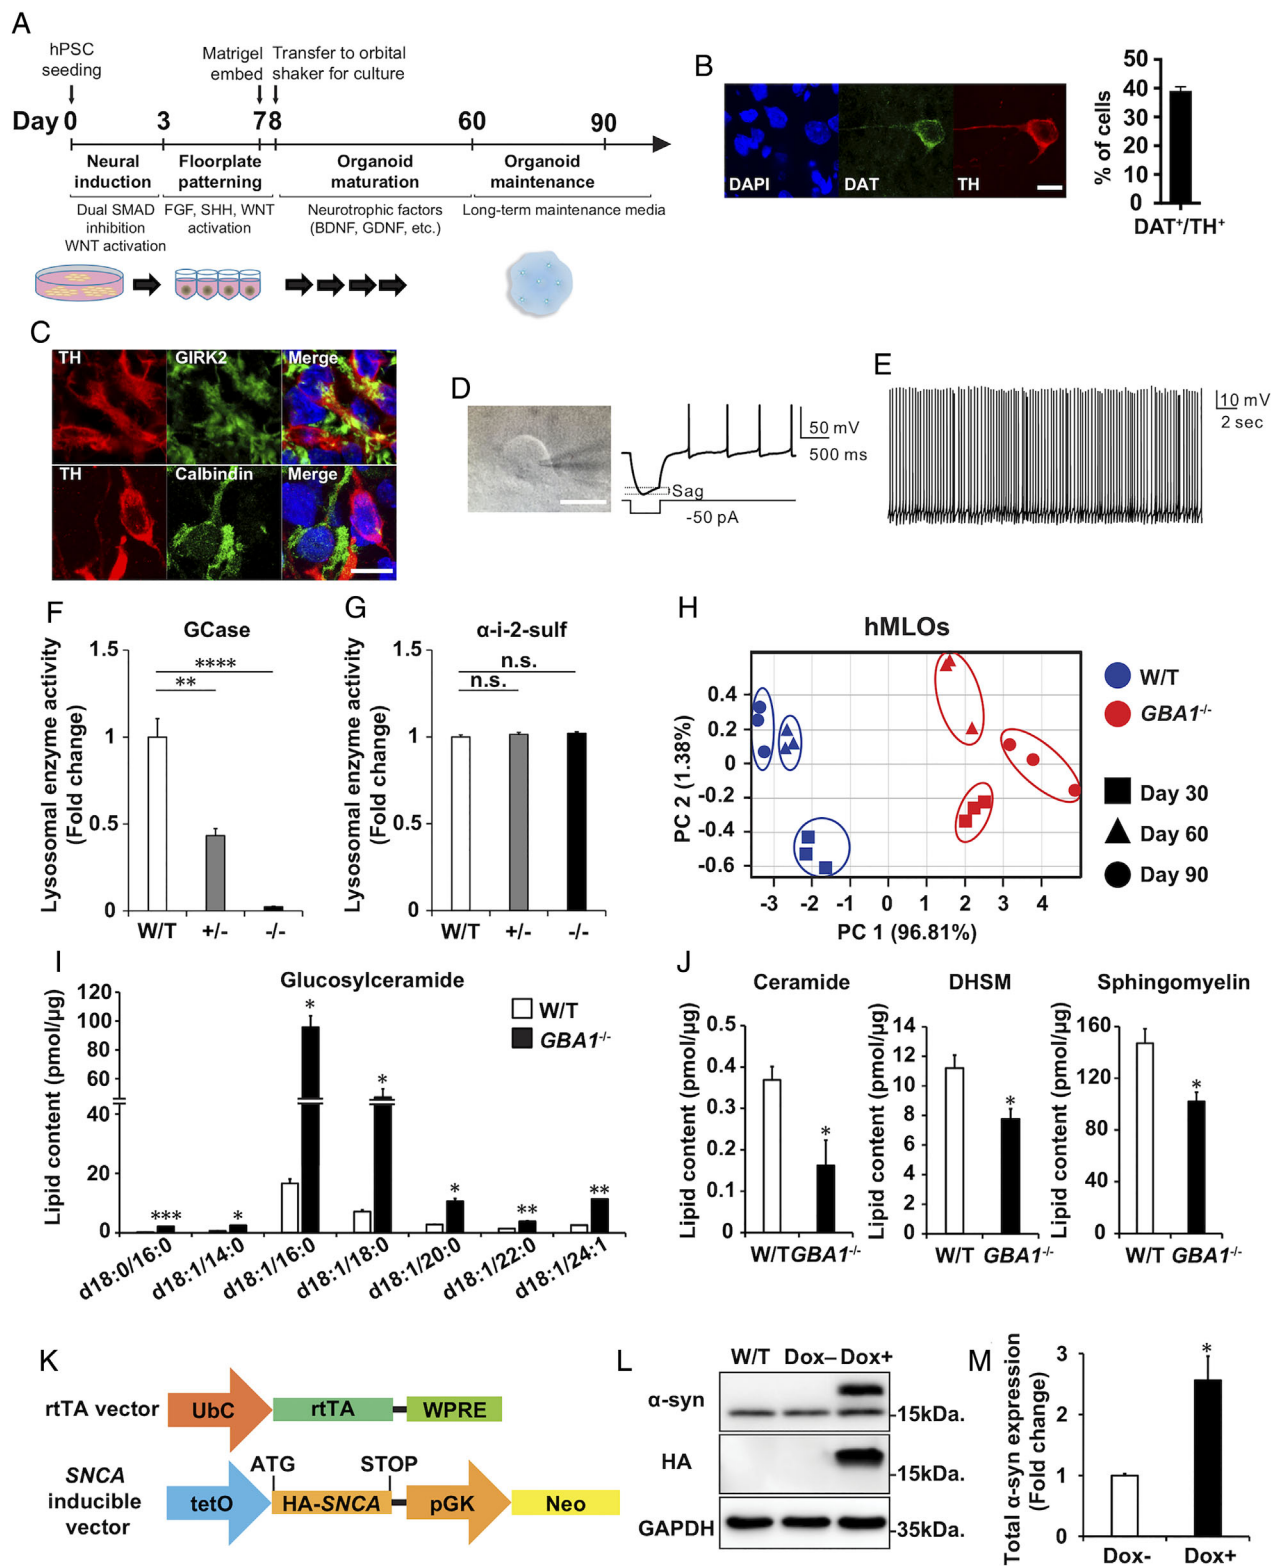 A
hPSC
seeding
Matrigel
embed
Transfer to orbital
shaker for culture
Day 0 3 7 8 60 90
Neural
induction
Floorplate
patterning
Organoid
maturation
Organoid
maintenance
Dual SMAD
inhibition
WNT activation
FGF, SHH, WNT
activation
Neurotrophic factors
(BDNF, GDNF, etc.)
Long-term maintenance media
B
DAPI DAT TH
% of cells
50
40
30
20
10
0
DAT⁺/TH⁺
C
TH GIRK2 Merge
TH Calbindin Merge
D
50 mV
500 ms
Sag
-50 pA
E
10 mV
2 sec
F
GCase
Lysosomal enzyme activity
(Fold change)
1.5
1
0.5
0
****
**
W/T +/- -/-
G
α-i-2-sulf
Lysosomal enzyme activity
(Fold change)
1.5
1
0.5
0
n.s.
n.s.
W/T +/- -/-
H
hMLOs
PC 2 (1.38%)
0.4
0.2
0
-0.2
-0.4
-0.6
-3 -2 -1 0 1 2 3 4
PC 1 (96.81%)
W/T
GBA1⁻/⁻
Day 30
Day 60
Day 90
I
Glucosylceramide
Lipid content (pmol/µg)
120
100
80
60
40
20
0
W/T
GBA1⁻/⁻
*** * * * * ** **
d18:0/16:0 d18:1/14:0 d18:1/16:0 d18:1/18:0 d18:1/20:0 d18:1/22:0 d18:1/24:1
J
Ceramide
Lipid content (pmol/µg)
0.5
0.4
0.3
0.2
0.1
0
*
W/T GBA1⁻/⁻
DHSM
Lipid content (pmol/µg)
14
12
10
8
6
4
2
0
*
W/T GBA1⁻/⁻
Sphingomyelin
Lipid content (pmol/µg)
160
120
80
40
0
*
W/T GBA1⁻/⁻
K
rtTA vector
UbC rtTA WPRE
ATG STOP
SNCA
inducible
vector
tetO HA-SNCA pGK Neo
L
W/T Dox– Dox+
α-syn
-15kDa.
HA
-15kDa.
GAPDH
-35kDa.
M
Total α-syn expression
(Fold change)
3
2
1
0
*
Dox- Dox+